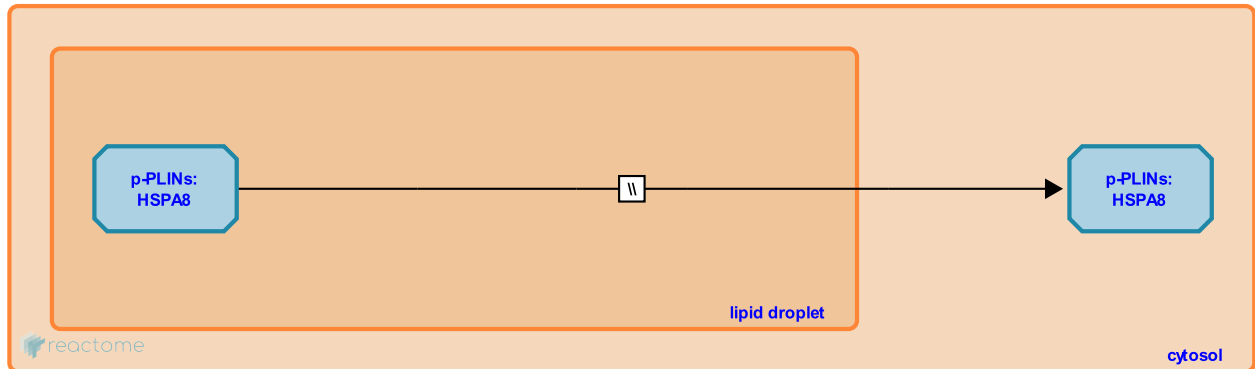 p-PLINs:
HSPA8
\\
p-PLINs:
HSPA8
lipid droplet
reactome
cytosol